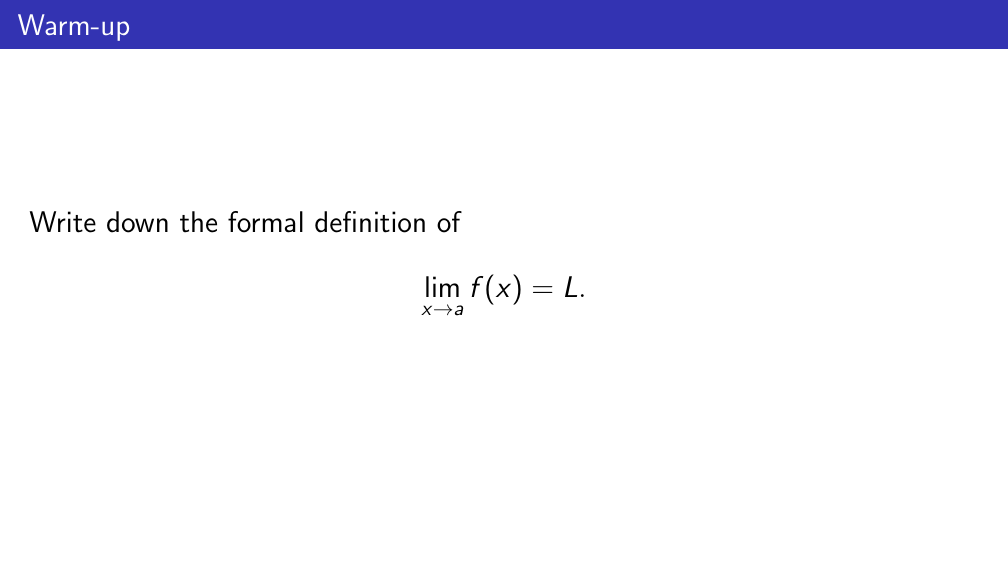 Warm-up
Write down the formal definition of
lim f(x) = L.
x→a